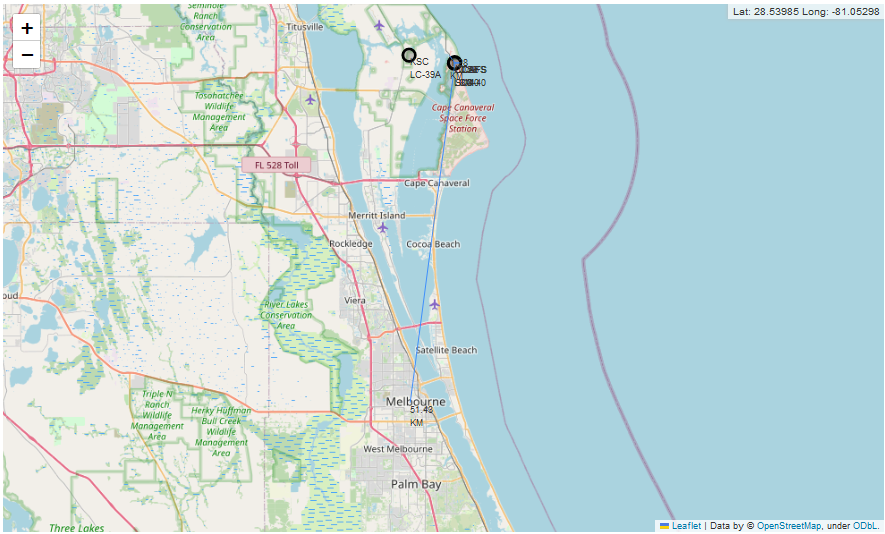 Seminole
Ranch
Conservation
Area
Titusville
Lat: 28.53985 Long: -81.05298
+
−
KSC
LC-39A
KM
Tosohatchee
Wildlife
Management
Area
Cape Canaveral
Space Force
Station
FL 528 Toll
Cape Canaveral
Merritt Island
Rockledge
Cocoa Beach
oud
River Lakes
Conservation
Area
Viera
Satellite Beach
Melbourne
51.43
KM
Triple N
Ranch
Wildlife
Management
Area
Herky Huffman
Bull Creek
Wildlife
Management
Area
West Melbourne
Palm Bay
Three Lakes
Leaflet | Data by © OpenStreetMap, under ODbL.